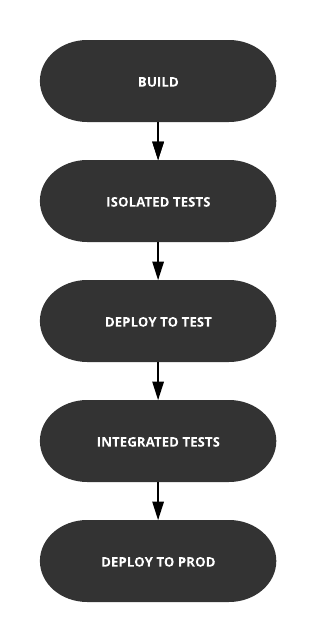 BUILD
ISOLATED TESTS
DEPLOY TO TEST
INTEGRATED TESTS
DEPLOY TO PROD